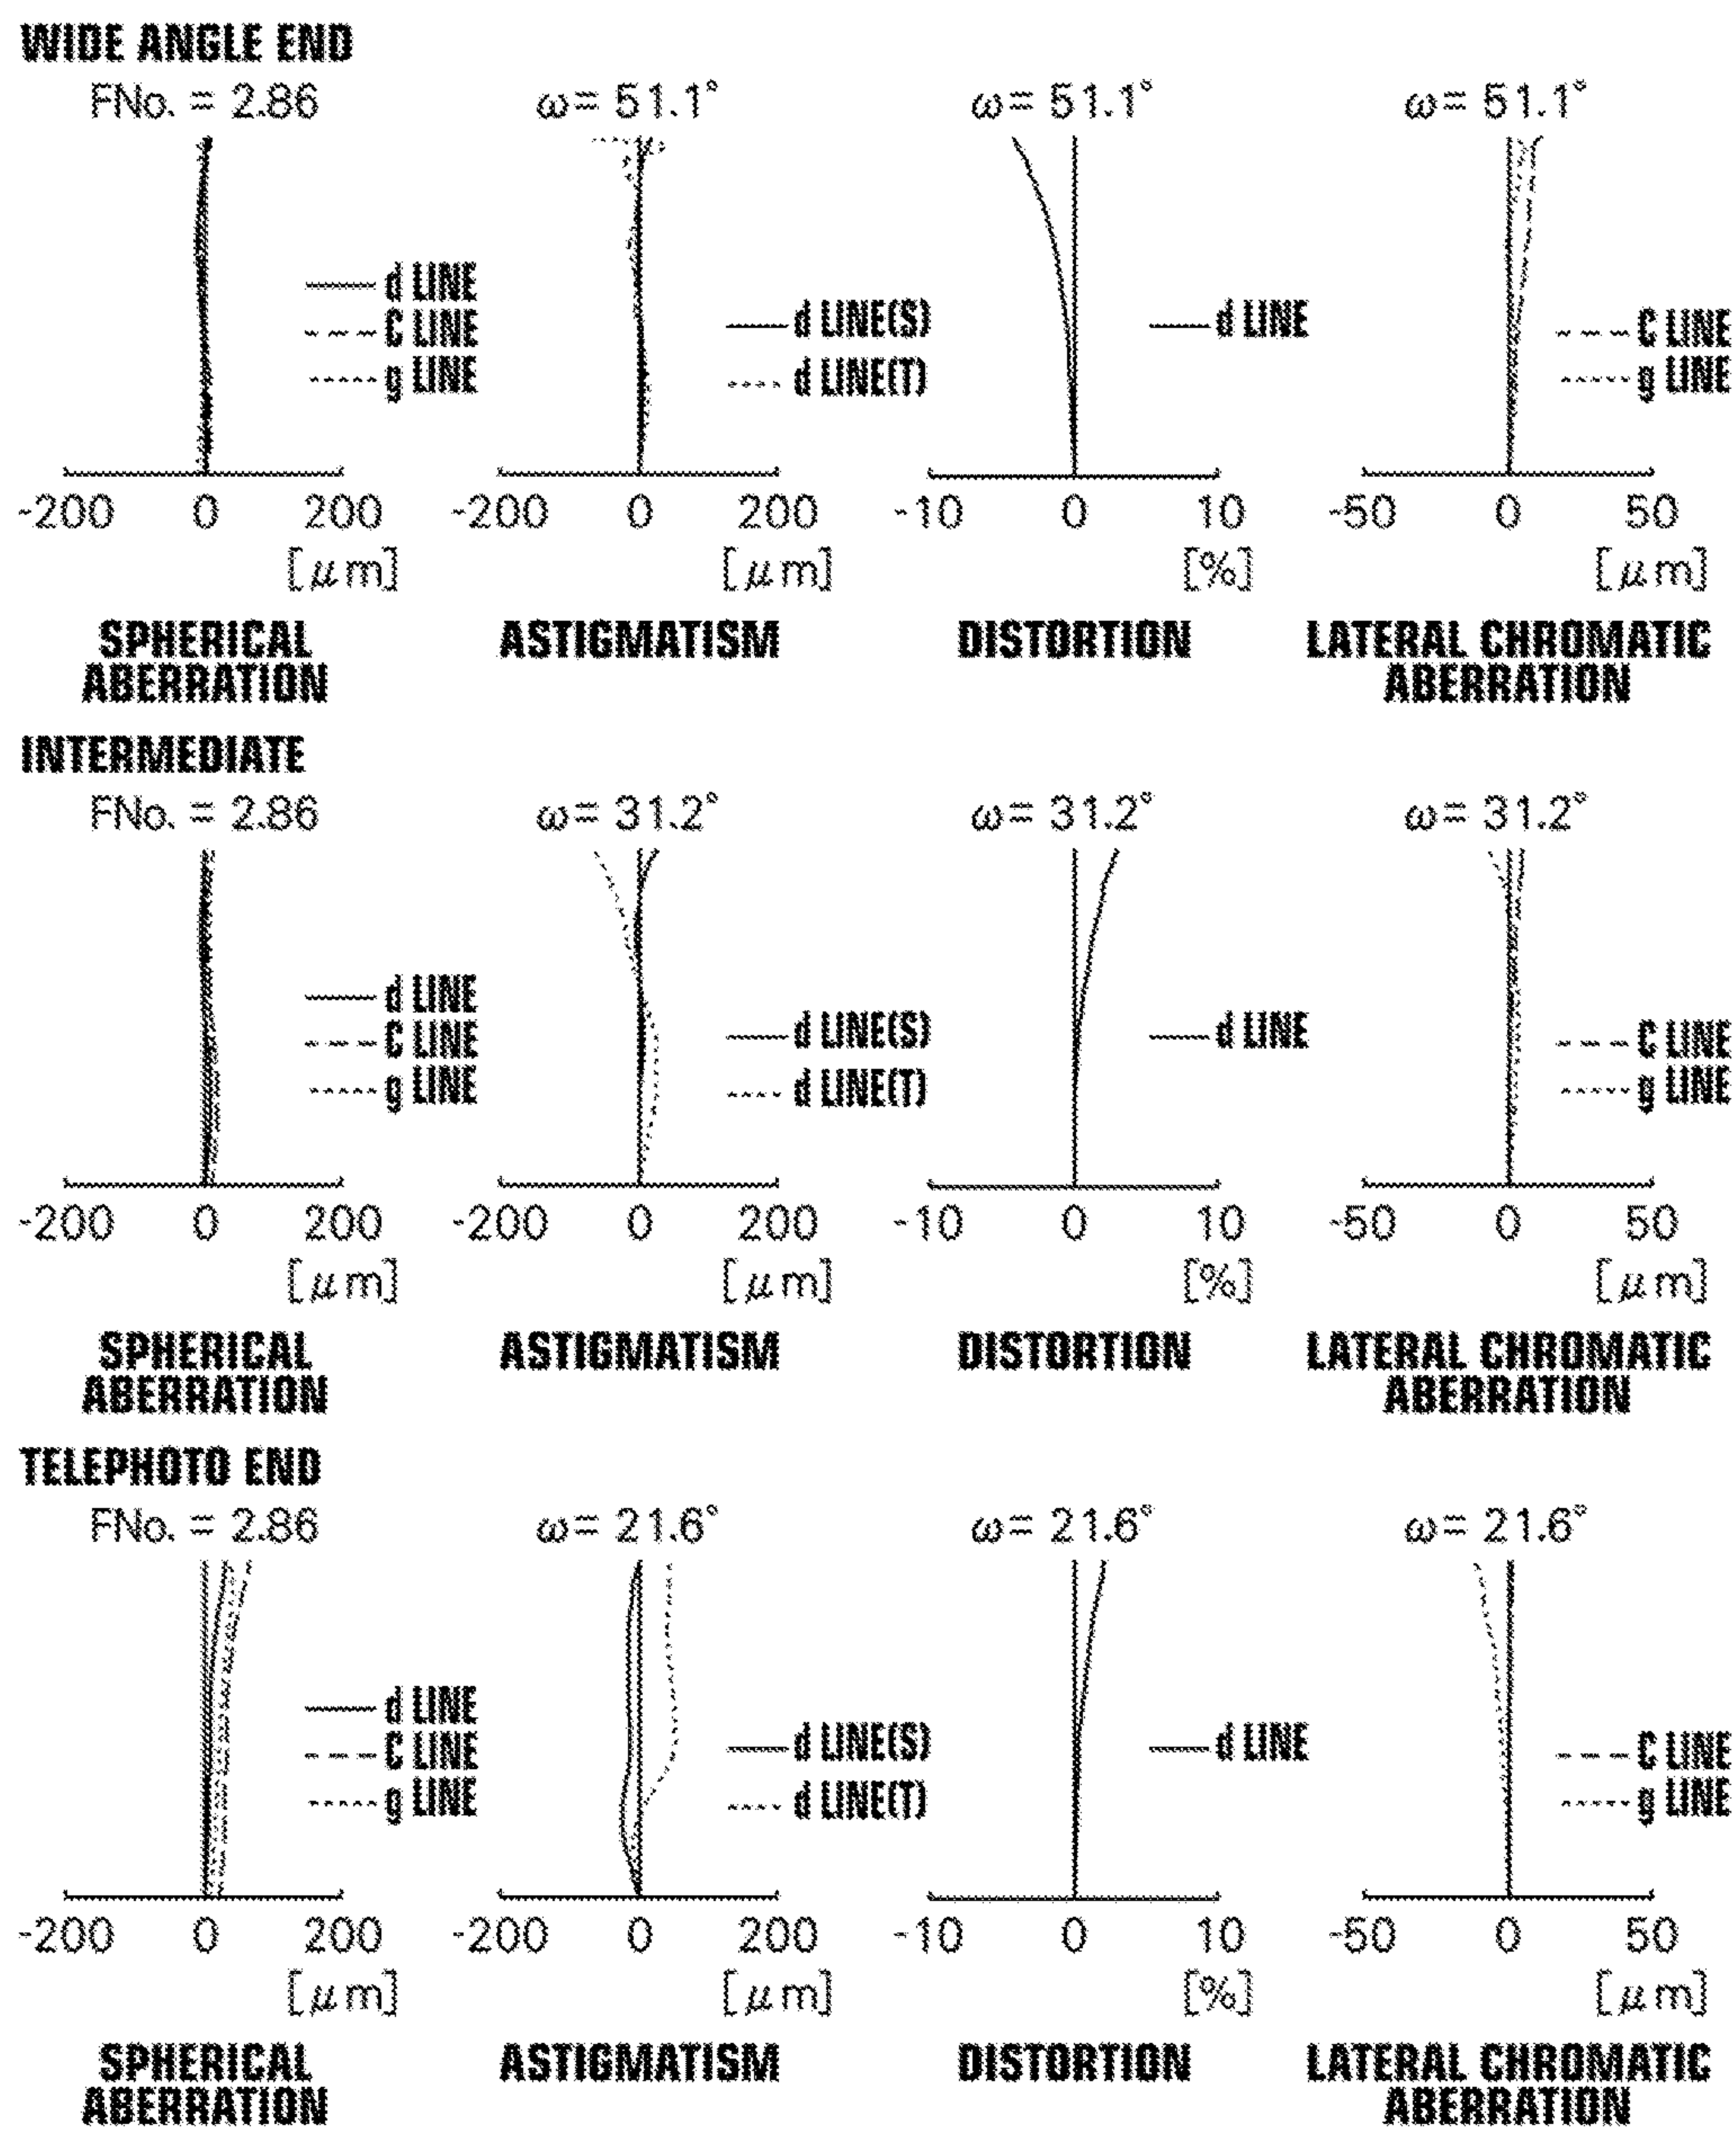 WIDE ANGLE END
FNo. = 2.86
ω= 51.1°
ω= 51.1°
ω= 51.1°
d LINE
C LINE
g LINE
d LINE(S)
d LINE(T)
d LINE
C LINE
g LINE
-200 0 200
-200 0 200
-10 0 10
-50 0 50
[μm]
[μm]
[%]
[μm]
SPHERICAL
ABERRATION
ASTIGMATISM
DISTORTION
LATERAL CHROMATIC
ABERRATION
INTERMEDIATE
FNo. = 2.86
ω= 31.2°
ω= 31.2°
ω= 31.2°
d LINE
C LINE
g LINE
d LINE(S)
d LINE(T)
d LINE
C LINE
g LINE
-200 0 200
-200 0 200
-10 0 10
-50 0 50
[μm]
[μm]
[%]
[μm]
SPHERICAL
ABERRATION
ASTIGMATISM
DISTORTION
LATERAL CHROMATIC
ABERRATION
TELEPHOTO END
FNo. = 2.86
ω= 21.6°
ω= 21.6°
ω= 21.6°
d LINE
C LINE
g LINE
d LINE(S)
d LINE(T)
d LINE
C LINE
g LINE
-200 0 200
-200 0 200
-10 0 10
-50 0 50
[μm]
[μm]
[%]
[μm]
SPHERICAL
ABERRATION
ASTIGMATISM
DISTORTION
LATERAL CHROMATIC
ABERRATION